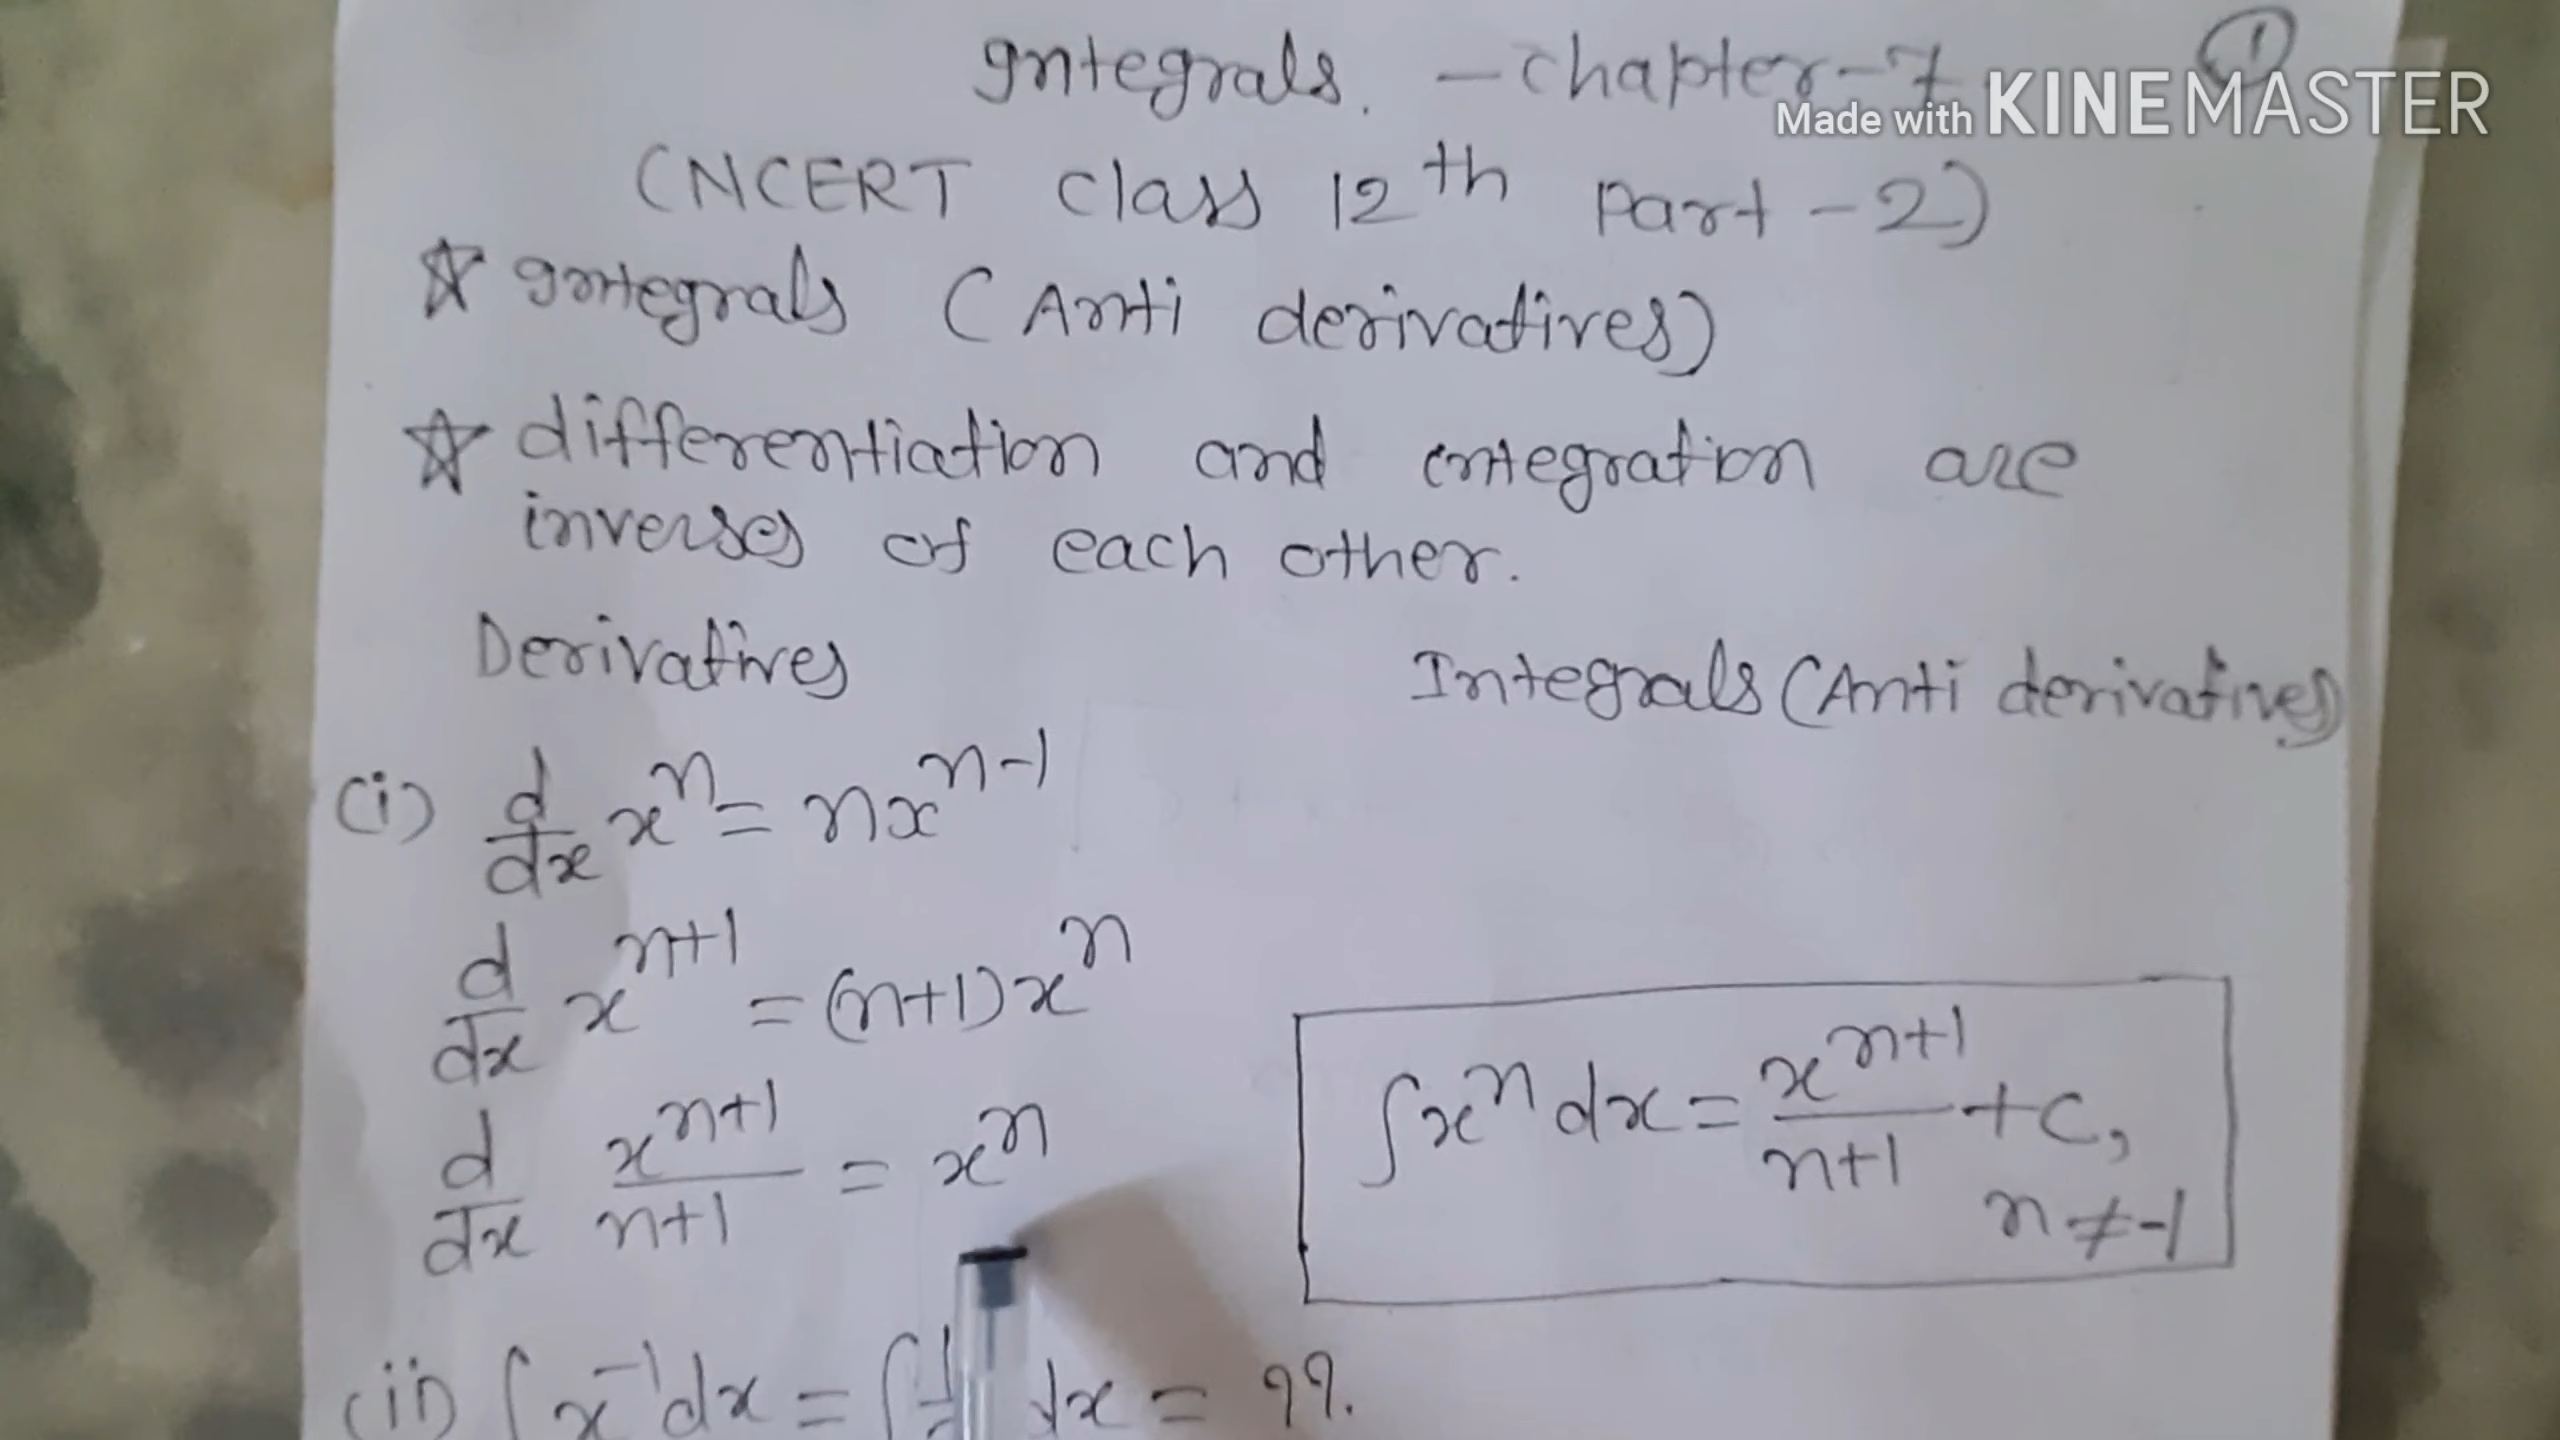 Integrals. - Chapter-7 ①
Made with KINEMASTER
(NCERT Class 12th Part-2)
☆ Integrals (Anti derivatives)
☆ differentiation and integration are
inverses of each other.
Derivatives Integrals (Anti derivatives)
(i) d/dx x^n = nx^(n-1)
d/dx x^(n+1) = (n+1)x^n
d/dx x^(n+1)/(n+1) = x^n
∫x^n dx = x^(n+1)/(n+1) + c,
n ≠ -1
(ii) ∫x^-1 dx = ∫ dx = ??.